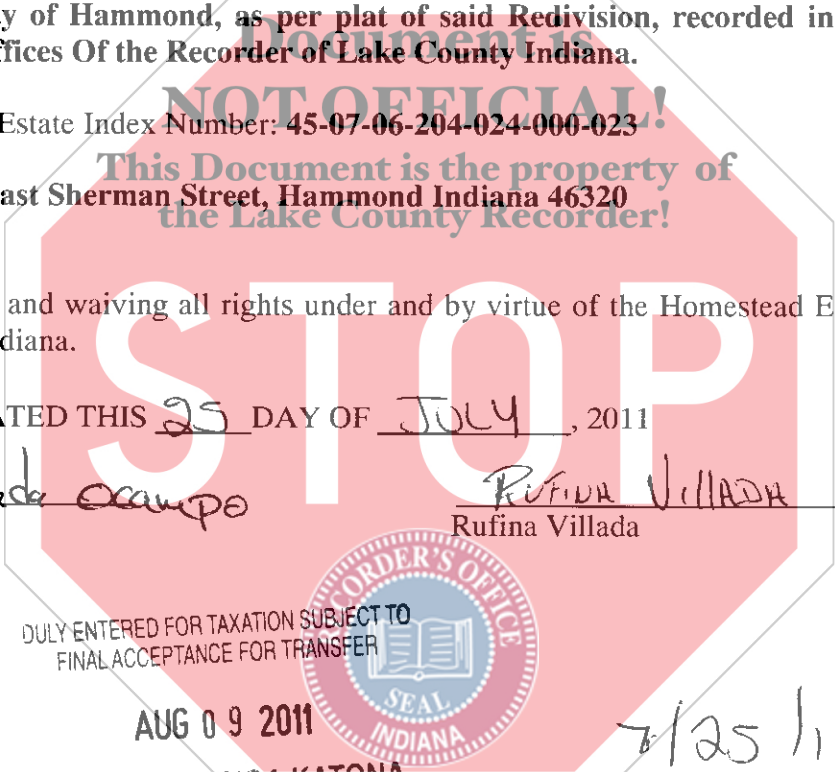 y of Hammond, as per plat of said Redivision, recorded in
Document is
ffices Of the Recorder of Lake County Indiana.
NOT OFFICIAL!
Estate Index Number: 45-07-06-204-024-000-023
This Document is the property of
ast Sherman Street, Hammond Indiana 46320
the Lake County Recorder!
STOP
and waiving all rights under and by virtue of the Homestead E
diana.
ATED THIS 25 DAY OF JULY, 2011
da Ocampo RUFINA VILLADA
Rufina Villada
RECORDER'S OFFICE
SEAL
INDIANA
DULY ENTERED FOR TAXATION SUBJECT TO
FINAL ACCEPTANCE FOR TRANSFER
AUG 09 2011
7/25/11
KATONA